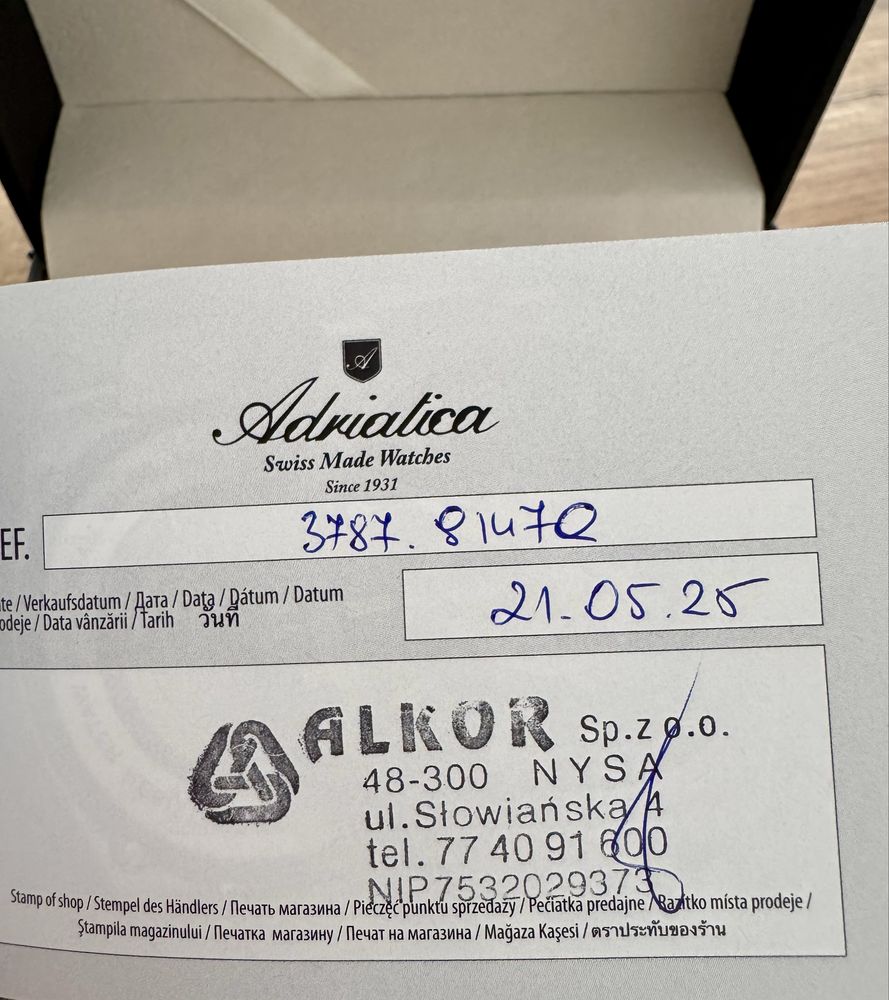 A
Adriatica
Swiss Made Watches
Since 1931
EF. 3787.8147Q
te / Verkaufsdatum / Дата / Data / Dátum / Datum
odeje / Data vânzării / Tarih วันที่
21-05.25
ALKOR Sp.z o.o.
48-300 NYSA
ul.Słowiańska 4
tel. 77 40 91 600
NIP7532029373
Stamp of shop / Stempel des Händlers / Печать магазина / Pieczęć punktu sprzedaży / Pečiatka predajne / Razítko místa prodeje /
Ştampila magazinului / Печатка магазину / Печат на магазина / Mağaza Kaşesi / ตราประทับของร้าน